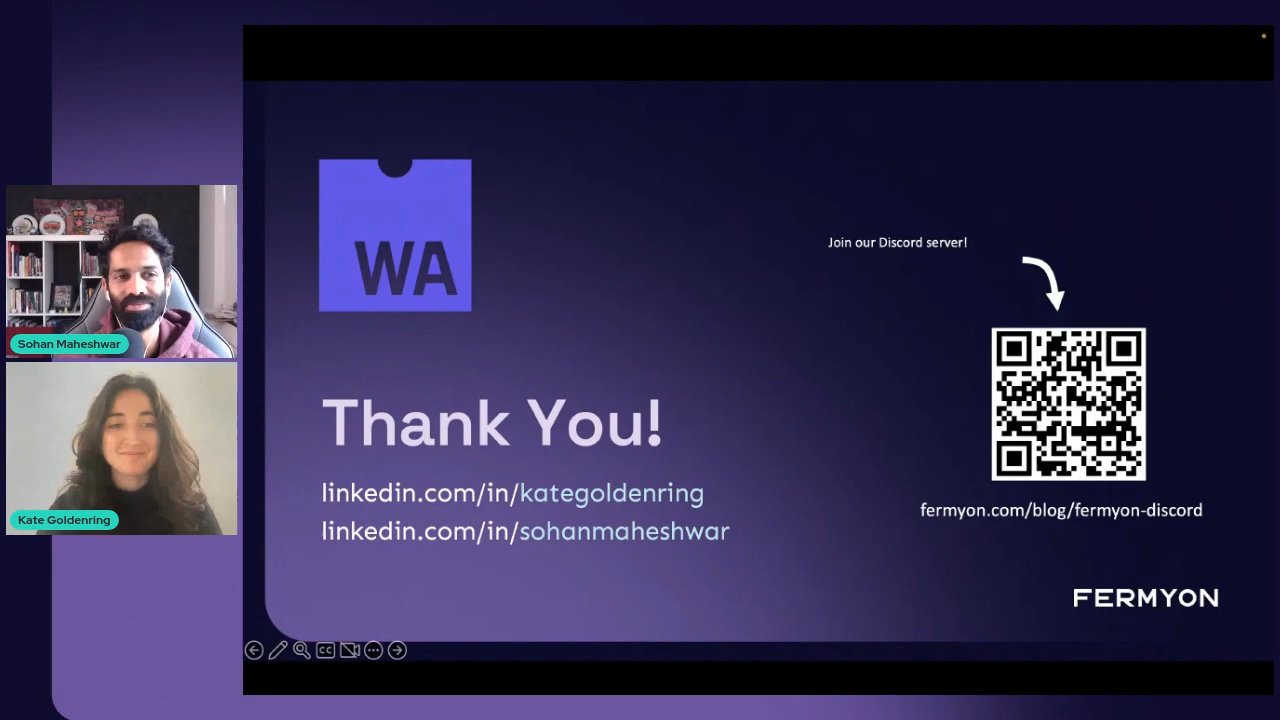 Sohan Maheshwar
Kate Goldenring
WA
Thank You!
linkedin.com/in/kategoldenring
linkedin.com/in/sohanmaheshwar
Join our Discord server!
fermyon.com/blog/fermyon-discord
FERMYON
CC